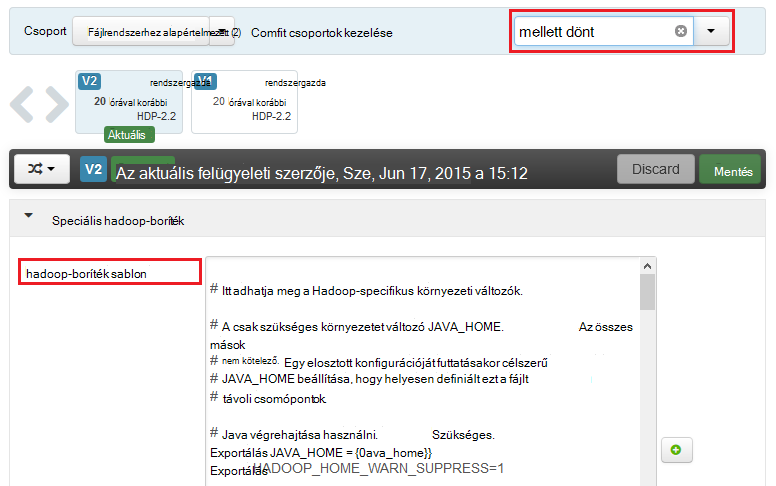 Csoport Fájlrendszerhez alapértelmezett (2) Comfit csoportok kezelése mellett dönt
V2 rendszergazda V1 rendszergazda
20 órával korábbi 20 órával korábbi
HDP-2.2 HDP-2.2
Aktuális
V2 Az aktuális felügyeleti szerzője, Sze, Jun 17, 2015 a 15:12 Discard Mentés
Speciális hadoop-boríték
hadoop-boríték sablon
# Itt adhatja meg a Hadoop-specifikus környezeti változók.
# A csak szükséges környezetet változó JAVA_HOME. Az összes
mások
# nem kötelező. Egy elosztott konfigurációját futtatásakor célszerű
# JAVA_HOME beállítása, hogy helyesen definiált ezt a fájlt
# távoli csomópontok.
# Java végrehajtása használni. Szükséges.
Exportálás JAVA_HOME = {0ava_home}}
Exportálás HADOOP_HOME_WARN_SUPPRESS=1